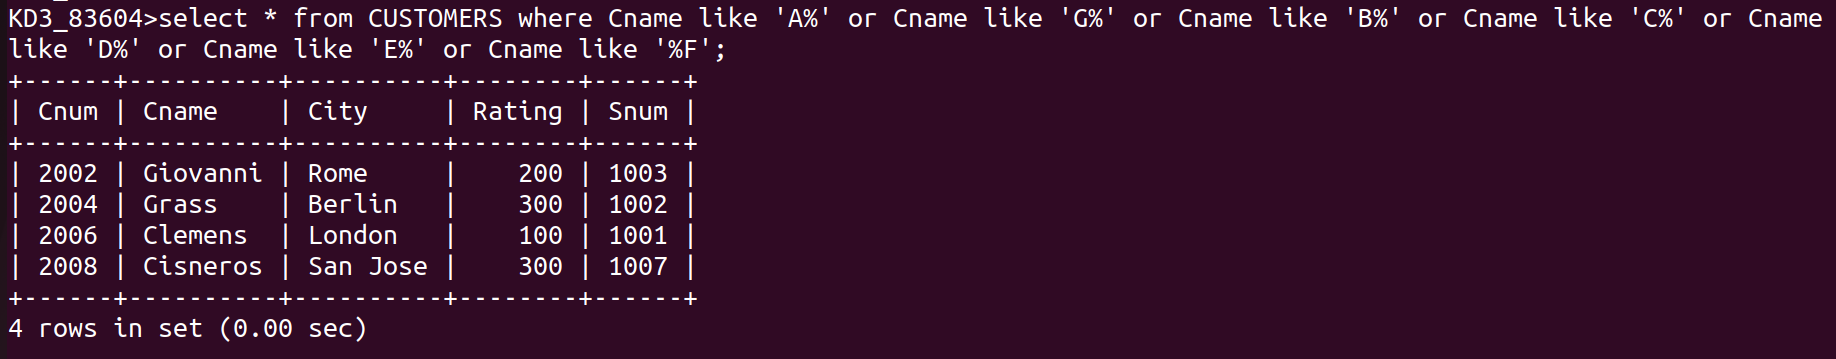 KD3_83604>select * from CUSTOMERS where Cname like 'A%' or Cname like 'G%' or Cname like 'B%' or Cname like 'C%' or Cname
like 'D%' or Cname like 'E%' or Cname like '%F';
+------+----------+----------+--------+------+
| Cnum | Cname    | City     | Rating | Snum |
+------+----------+----------+--------+------+
| 2002 | Giovanni | Rome     |    200 | 1003 |
| 2004 | Grass    | Berlin   |    300 | 1002 |
| 2006 | Clemens  | London   |    100 | 1001 |
| 2008 | Cisneros | San Jose |    300 | 1007 |
+------+----------+----------+--------+------+
4 rows in set (0.00 sec)